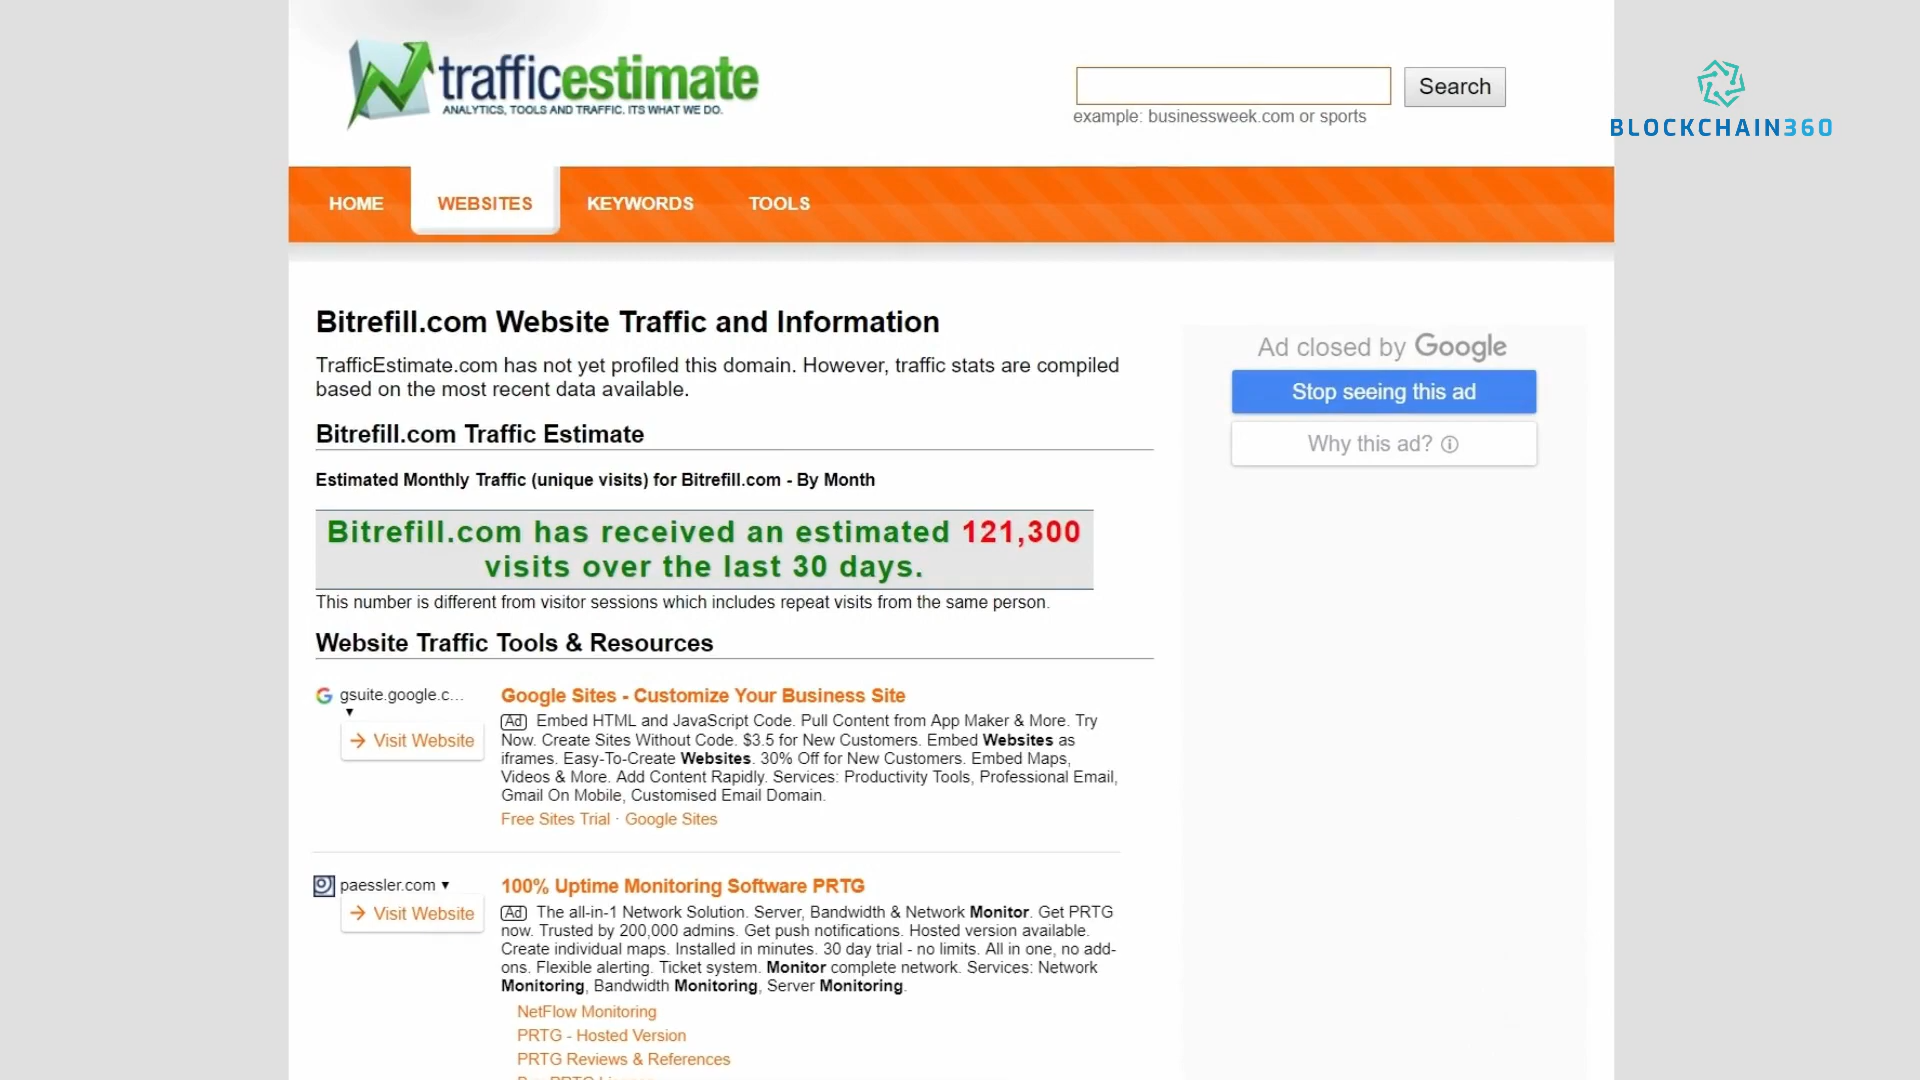 trafficestimate
ANALYTICS, TOOLS AND TRAFFIC. ITS WHAT WE DO.
Search
example: businessweek.com or sports
BLOCKCHAIN360
HOME
WEBSITES
KEYWORDS
TOOLS
Bitrefill.com Website Traffic and Information
TrafficEstimate.com has not yet profiled this domain. However, traffic stats are compiled
based on the most recent data available.
Ad closed by Google
Stop seeing this ad
Why this ad?
Bitrefill.com Traffic Estimate
Estimated Monthly Traffic (unique visits) for Bitrefill.com - By Month
Bitrefill.com has received an estimated 121,300
visits over the last 30 days.
This number is different from visitor sessions which includes repeat visits from the same person.
Website Traffic Tools & Resources
gsuite.google.c...
Visit Website
Google Sites - Customize Your Business Site
Ad Embed HTML and JavaScript Code. Pull Content from App Maker & More. Try
Now. Create Sites Without Code. $3.5 for New Customers. Embed Websites as
iframes. Easy-To-Create Websites. 30% Off for New Customers. Embed Maps,
Videos & More. Add Content Rapidly. Services: Productivity Tools, Professional Email,
Gmail On Mobile, Customised Email Domain.
Free Sites Trial · Google Sites
paessler.com
Visit Website
100% Uptime Monitoring Software PRTG
Ad The all-in-1 Network Solution. Server, Bandwidth & Network Monitor. Get PRTG
now. Trusted by 200,000 admins. Get push notifications. Hosted version available.
Create individual maps. Installed in minutes. 30 day trial - no limits. All in one, no add-
ons. Flexible alerting. Ticket system. Monitor complete network. Services: Network
Monitoring, Bandwidth Monitoring, Server Monitoring.
NetFlow Monitoring
PRTG - Hosted Version
PRTG Reviews & References